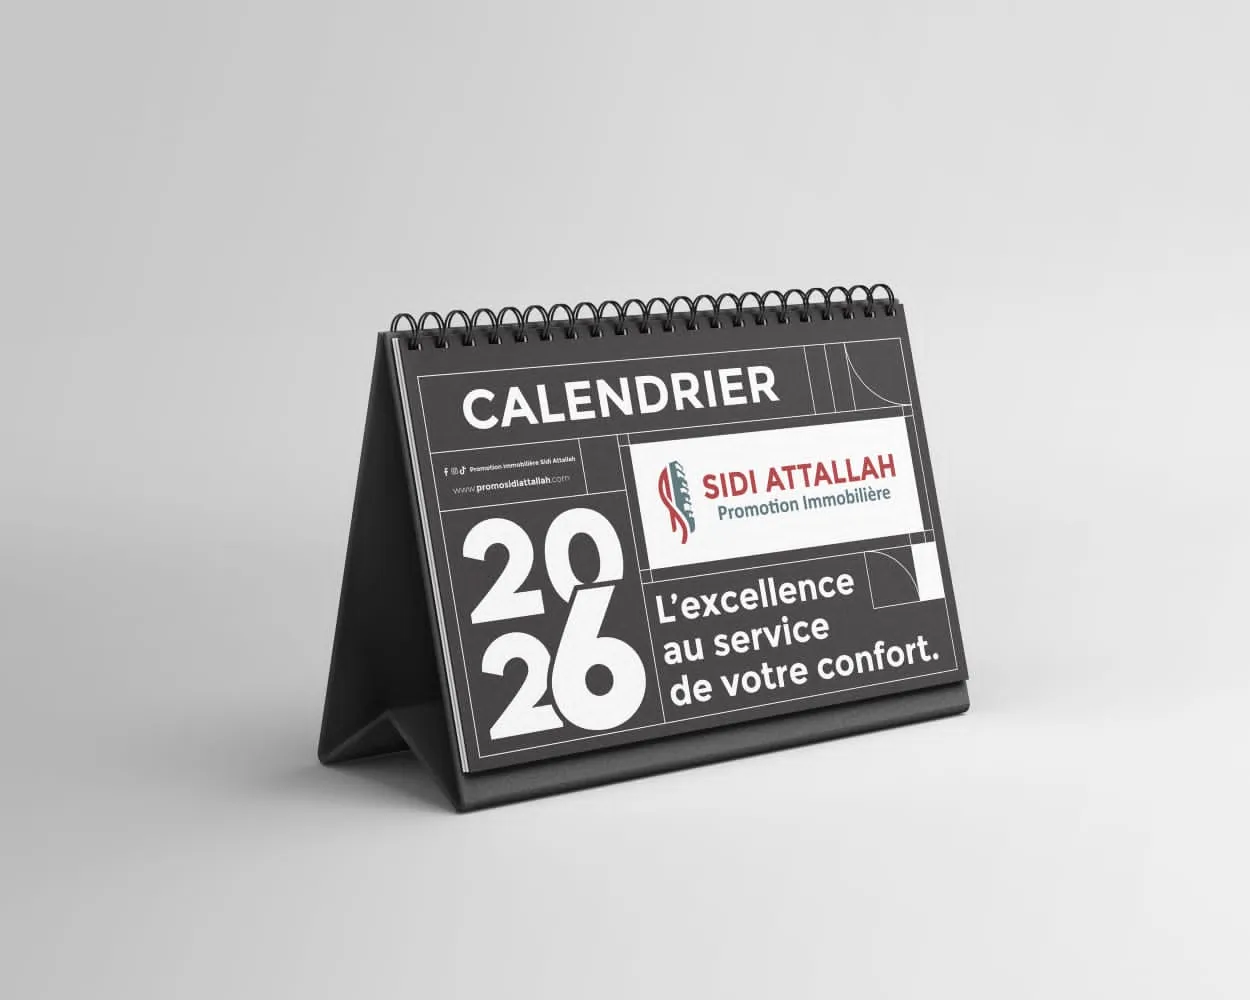 CALENDRIER
Promotion immobilière Sidi Attallah
www.promosidiattallah.com
SIDI ATTALLAH
Promotion Immobilière
20
26
L'excellence
au service
de votre confort.